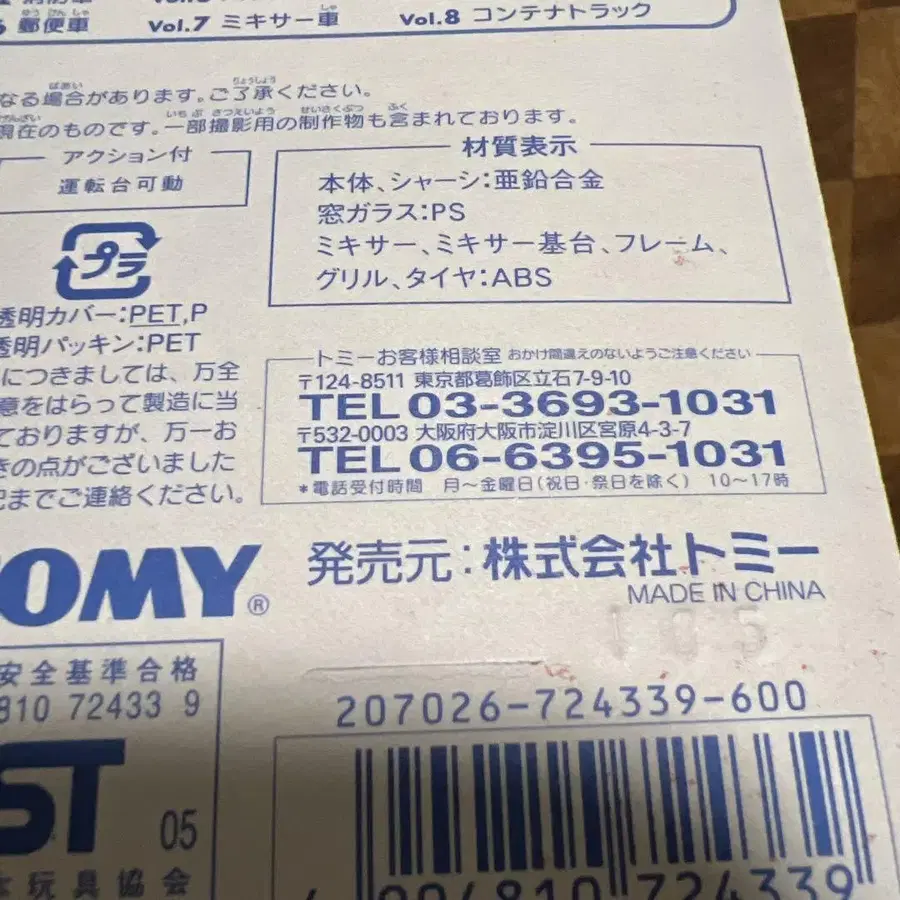 郵便車 Vol.7 ミキサー車 Vol.8 コンテナトラック
なる場合があります。ご了承ください。
現在のものです。一部撮影用の制作物も含まれております。
アクション付
運転台可動
材質表示
本体、シャーシ:亜鉛合金
窓ガラス:PS
ミキサー、ミキサー基台、フレーム、
グリル、タイヤ:ABS
プラ
透明カバー:PET,P
透明パッキン:PET
につきましては、万全
意をはらって製造に当
ておりますが、万一お
きの点がございました
記までご連絡ください。
トミーお客様相談室 おかけ間違えのないようご注意ください
〒124-8511 東京都葛飾区立石7-9-10
TEL 03-3693-1031
〒532-0003 大阪府大阪市淀川区宮原4-3-7
TEL 06-6395-1031
*電話受付時間 月~金曜日(祝日・祭日を除く) 10~17時
TOMY®
発売元:株式会社トミー
MADE IN CHINA
105
安全基準合格
810 72433 9
ST
05
玩具協会
207026-724339-600
4 904810 724339